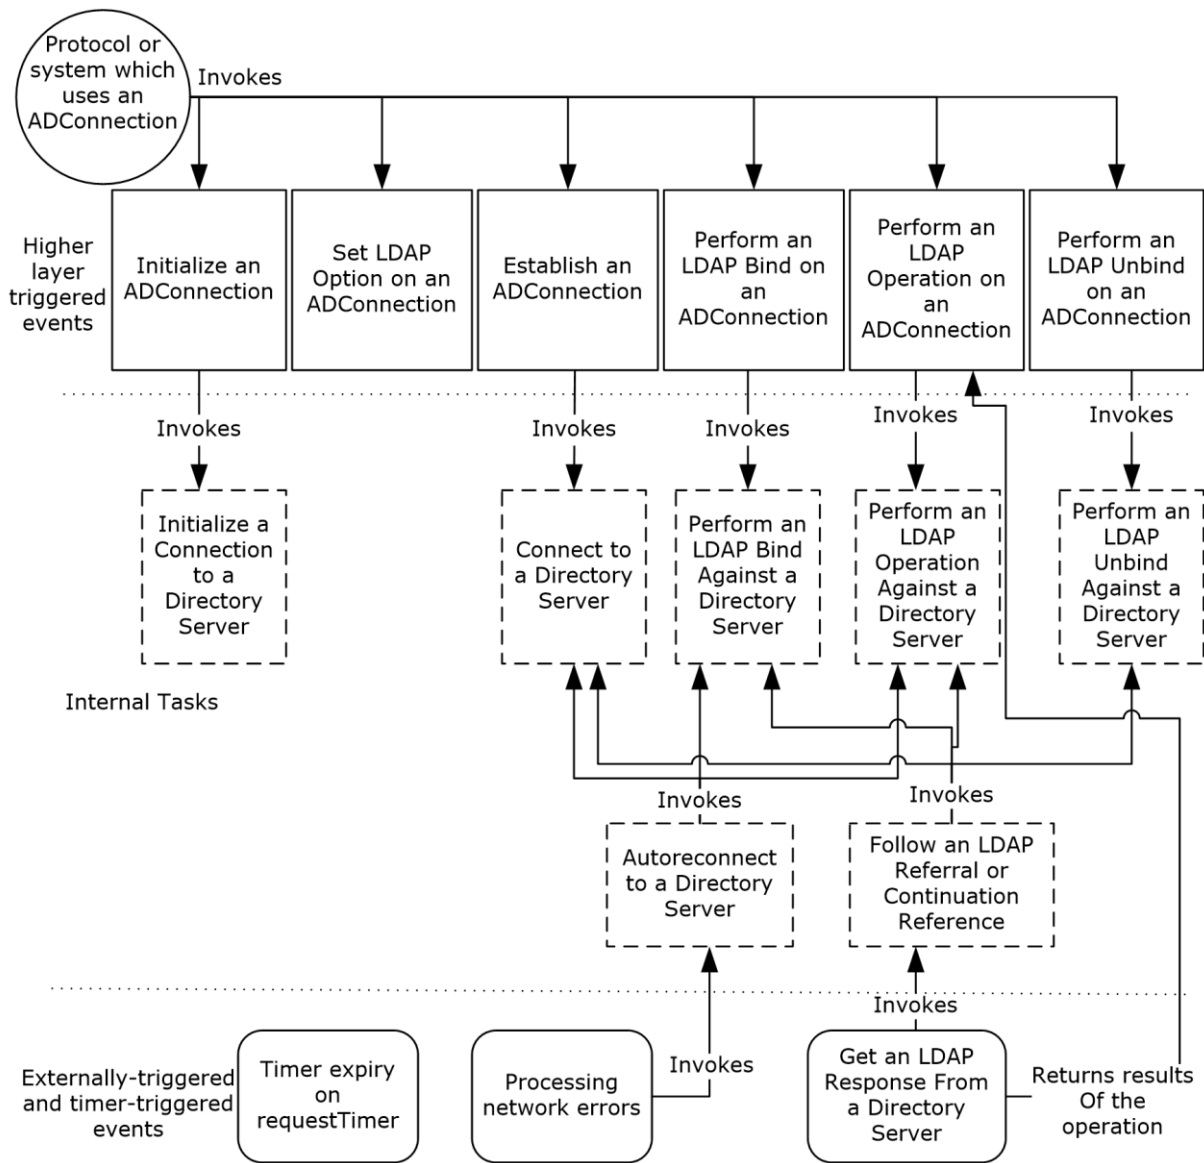 Protocol or
system which
uses an
ADConnection
Invokes
Higher
layer
triggered
events
Initialize an
ADConnection
Set LDAP
Option on an
ADConnection
Establish an
ADConnection
Perform an
LDAP Bind on
an
ADConnection
Perform an
LDAP
Operation on
an
ADConnection
Perform an
LDAP Unbind
on an
ADConnection
Invokes
Invokes
Invokes
Invokes
Invokes
Initialize a
Connection
to a
Directory
Server
Connect to
a Directory
Server
Perform an
LDAP Bind
Against a
Directory
Server
Perform an
LDAP
Operation
Against a
Directory
Server
Perform an
LDAP
Unbind
Against a
Directory
Server
Internal Tasks
Invokes
Invokes
Autoreconnect
to a Directory
Server
Follow an LDAP
Referral or
Continuation
Reference
Invokes
Invokes
Externally-triggered
and timer-triggered
events
Timer expiry
on
requestTimer
Processing
network errors
Get an LDAP
Response From
a Directory
Server
Returns results
Of the
operation